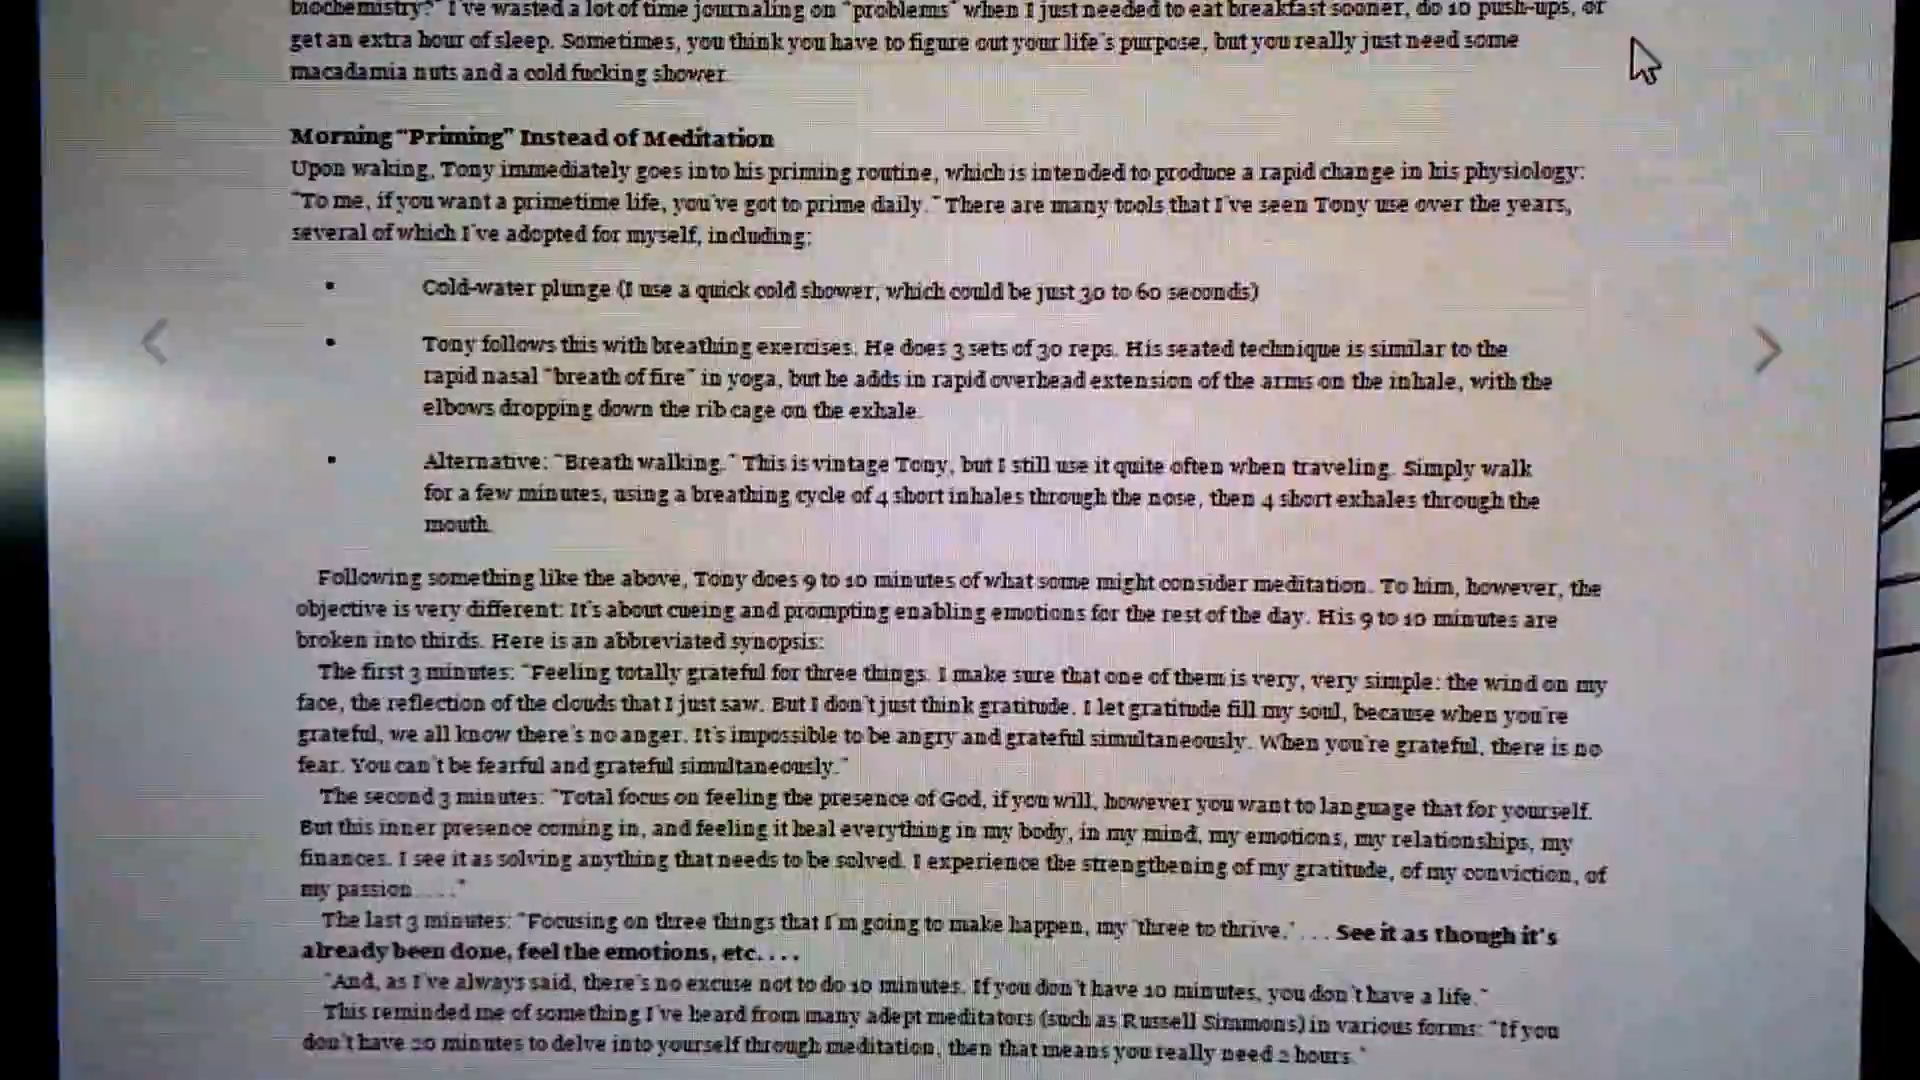 biochemistry?" I've wasted a lot of time journaling on "problems" when I just needed to eat breakfast sooner, do 10 push-ups, or
get an extra hour of sleep. Sometimes, you think you have to figure out your life's purpose, but you really just need some
macadamia nuts and a cold fucking shower.
Morning "Priming" Instead of Meditation
Upon waking, Tony immediately goes into his priming routine, which is intended to produce a rapid change in his physiology:
"To me, if you want a primetime life, you've got to prime daily." There are many tools that I've seen Tony use over the years,
several of which I've adopted for myself, including:
▪ Cold-water plunge (I use a quick cold shower, which could be just 30 to 60 seconds)
▪ Tony follows this with breathing exercises. He does 3 sets of 30 reps. His seated technique is similar to the
rapid nasal "breath of fire" in yoga, but he adds in rapid overhead extension of the arms on the inhale, with the
elbows dropping down the rib cage on the exhale.
▪ Alternative: "Breath walking." This is vintage Tony, but I still use it quite often when traveling. Simply walk
for a few minutes, using a breathing cycle of 4 short inhales through the nose, then 4 short exhales through the
mouth.
Following something like the above, Tony does 9 to 10 minutes of what some might consider meditation. To him, however, the
objective is very different: It's about cueing and prompting enabling emotions for the rest of the day. His 9 to 10 minutes are
broken into thirds. Here is an abbreviated synopsis:
The first 3 minutes: "Feeling totally grateful for three things. I make sure that one of them is very, very simple: the wind on my
face, the reflection of the clouds that I just saw. But I don't just think gratitude. I let gratitude fill my soul, because when you're
grateful, we all know there's no anger. It's impossible to be angry and grateful simultaneously. When you're grateful, there is no
fear. You can't be fearful and grateful simultaneously."
The second 3 minutes: "Total focus on feeling the presence of God, if you will, however you want to language that for yourself.
But this inner presence coming in, and feeling it heal everything in my body, in my mind, my emotions, my relationships, my
finances. I see it as solving anything that needs to be solved. I experience the strengthening of my gratitude, of my conviction, of
my passion. . . ."
The last 3 minutes: "Focusing on three things that I'm going to make happen, my 'three to thrive.' . . . See it as though it's
already been done, feel the emotions, etc. . . .
"And, as I've always said, there's no excuse not to do 10 minutes. If you don't have 10 minutes, you don't have a life."
This reminded me of something I've heard from many adept meditators (such as Russell Simmons) in various forms: "If you
don't have 20 minutes to delve into yourself through meditation, then that means you really need 2 hours."